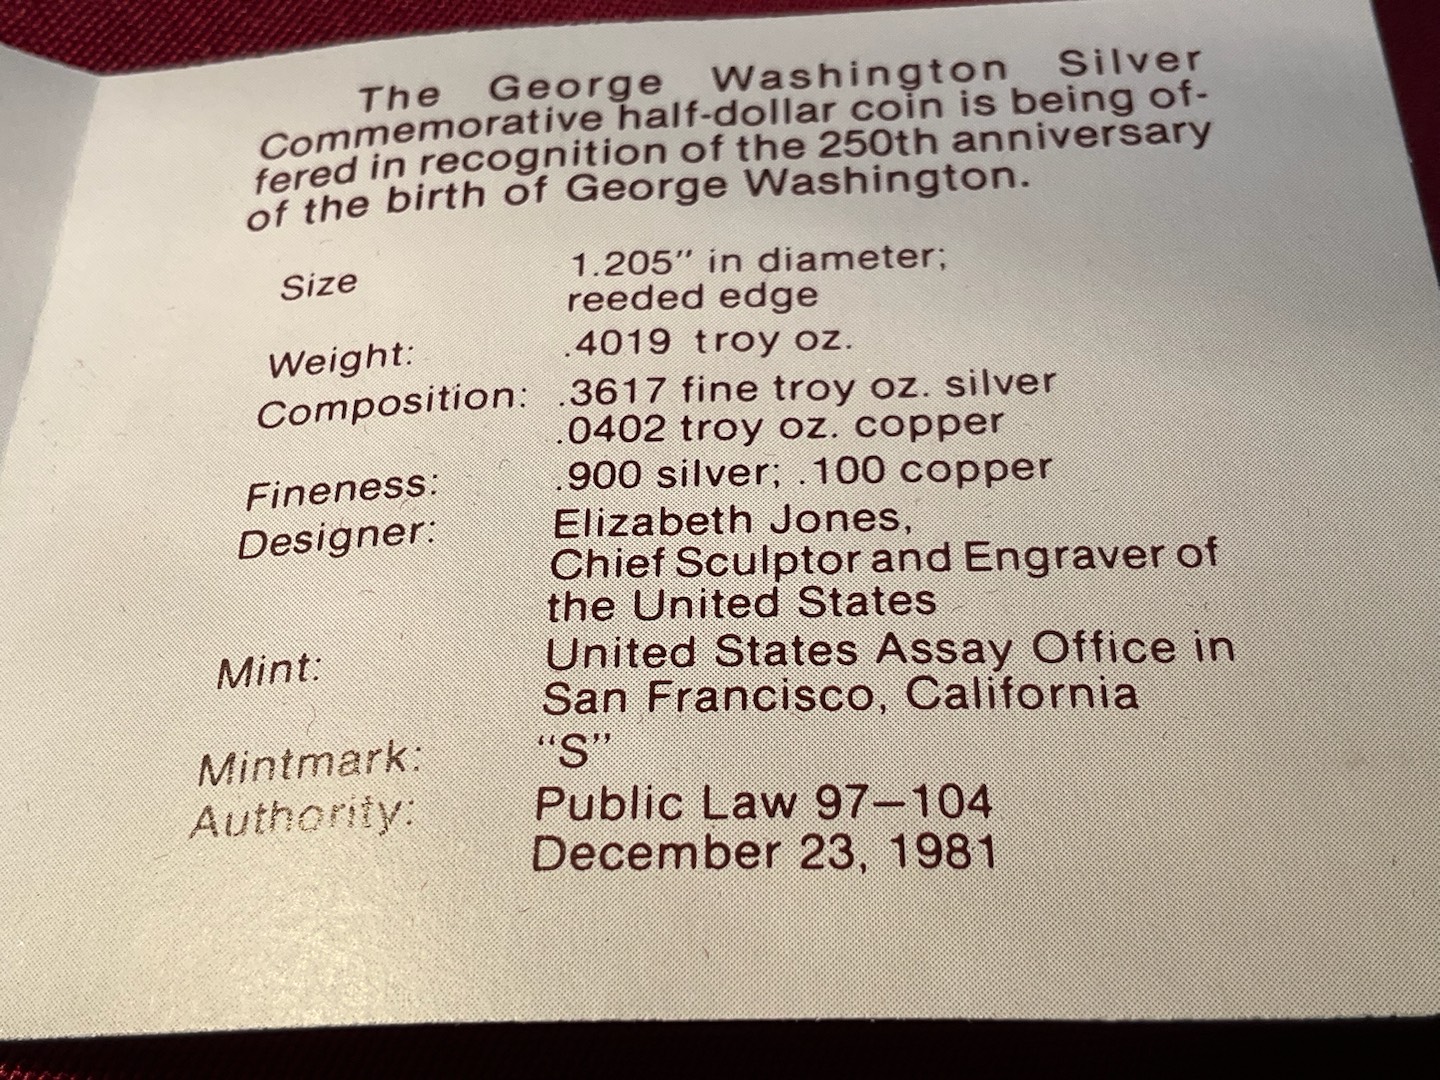 The George Washington Silver
Commemorative half-dollar coin is being of-
fered in recognition of the 250th anniversary
of the birth of George Washington.
Size 1.205" in diameter;
reeded edge
Weight: .4019 troy oz.
Composition: .3617 fine troy oz. silver
.0402 troy oz. copper
Fineness: .900 silver; .100 copper
Designer: Elizabeth Jones,
Chief Sculptor and Engraver of
the United States
Mint: United States Assay Office in
San Francisco, California
Mintmark: "S"
Authority: Public Law 97–104
December 23, 1981